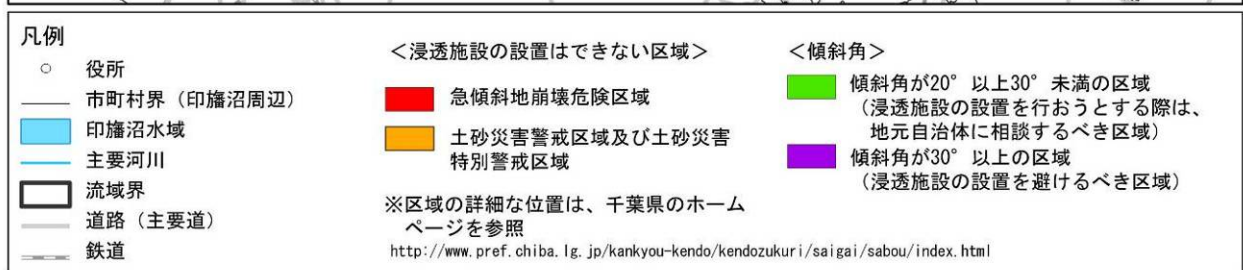 凡例
役所
市町村界(印旛沼周辺)
印旛沼水域
主要河川
流域界
道路(主要道)
鉄道
<浸透施設の設置はできない区域>
急傾斜地崩壊危険区域
土砂災害警戒区域及び土砂災害
特別警戒区域
※区域の詳細な位置は、千葉県のホーム
ページを参照
http://www.pref.chiba.lg.jp/kankyou-kendo/kendozukuri/saigai/sabou/index.html
<傾斜角>
傾斜角が20°以上30°未満の区域
(浸透施設の設置を行おうとする際は、
地元自治体に相談するべき区域)
傾斜角が30°以上の区域
(浸透施設の設置を避けるべき区域)